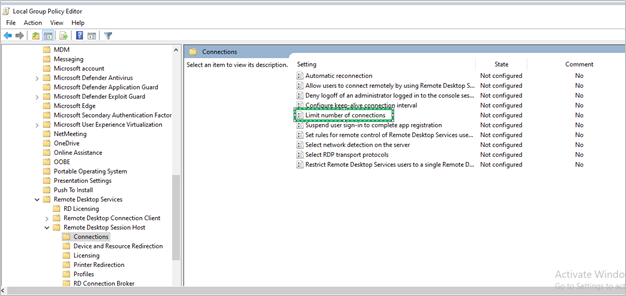 Local Group Policy Editor
File Action View Help
Connections
MDM
Messaging
Microsoft account
Microsoft Defender Antivirus
Microsoft Defender Application Guard
Microsoft Defender Exploit Guard
Microsoft Edge
Microsoft Secondary Authentication Factor
Microsoft User Experience Virtualization
NetMeeting
OneDrive
Online Assistance
OOBE
Portable Operating System
Presentation Settings
Push To Install
Remote Desktop Services
RD Licensing
Remote Desktop Connection Client
Remote Desktop Session Host
Connections
Device and Resource Redirection
Licensing
Printer Redirection
Profiles
RD Connection Broker
Select an item to view its description.
Setting State Comment
Automatic reconnection Not configured No
Allow users to connect remotely by using Remote Desktop S... Not configured No
Deny logoff of an administrator logged in to the console ses... Not configured No
Configure keep-alive connection interval Not configured No
Limit number of connections Not configured No
Suspend user sign-in to complete app registration Not configured No
Set rules for remote control of Remote Desktop Services use... Not configured No
Select network detection on the server Not configured No
Select RDP transport protocols Not configured No
Restrict Remote Desktop Services users to a single Remote D... Not configured No
Activate Windo
Go to Settings to act